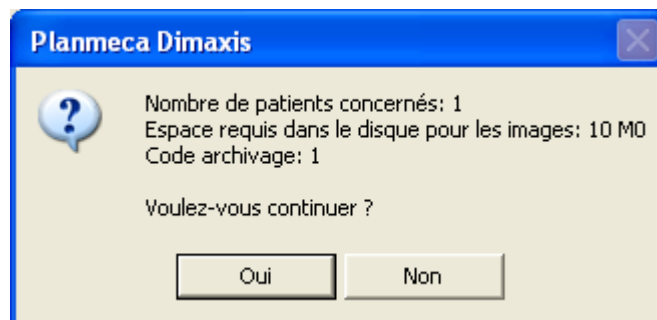 Planmeca Dimaxis
Nombre de patients concernés: 1
Espace requis dans le disque pour les images: 10 M0
Code archivage: 1
Voulez-vous continuer ?
Oui Non